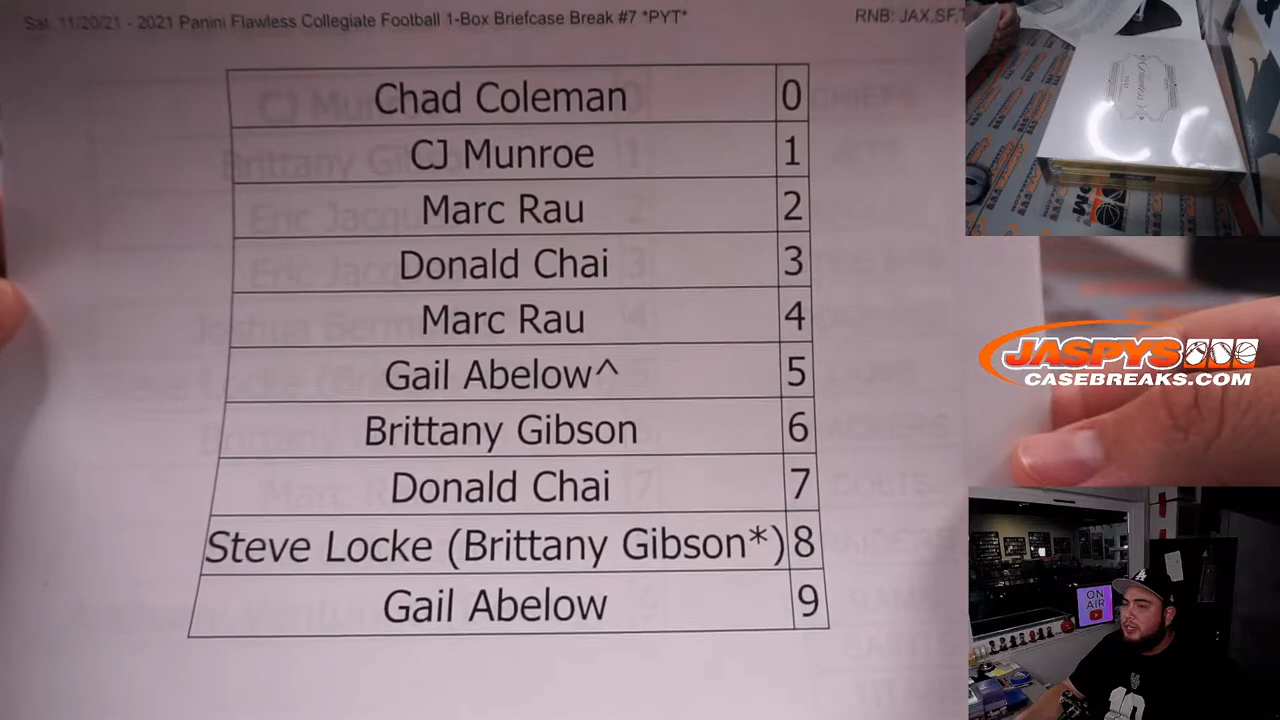 Sat. 11/20/21 - 2021 Panini Flawless Collegiate Football 1-Box Briefcase Break #7 *PYT*
RNB: JAX,SF,T
Chad Coleman 0
CJ Munroe 1
Marc Rau 2
Donald Chai 3
Marc Rau 4
Gail Abelow^ 5
Brittany Gibson 6
Donald Chai 7
Steve Locke (Brittany Gibson*) 8
Gail Abelow 9
JASPYS
CASEBREAKS.COM
ON
AIR